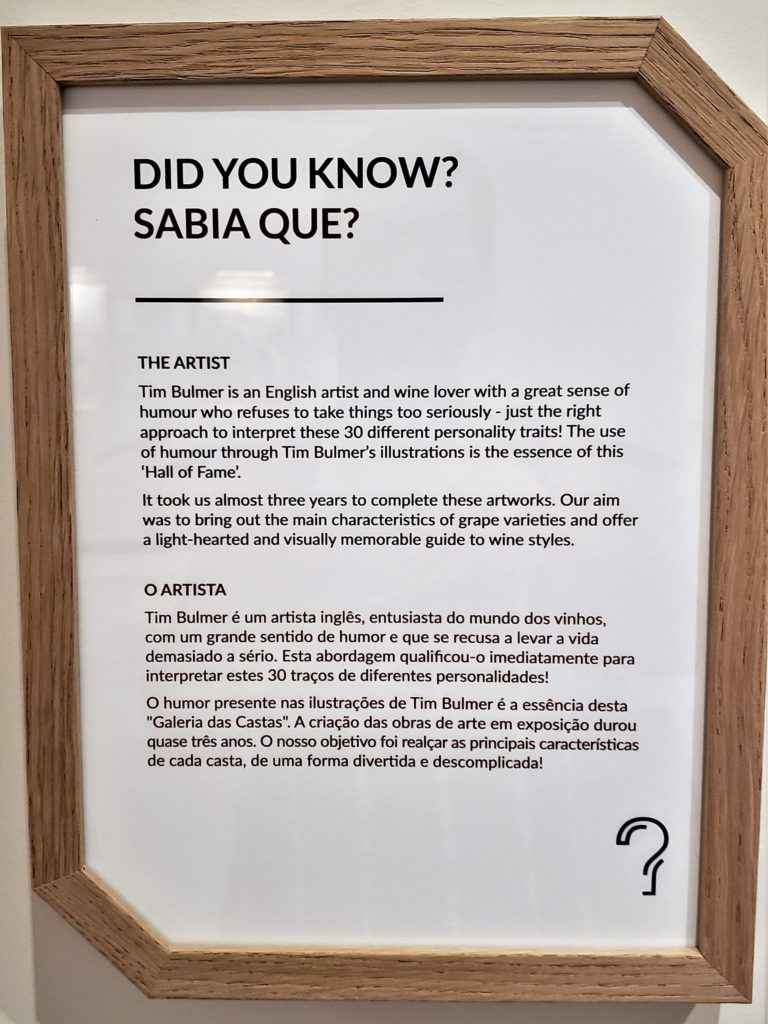 DID YOU KNOW?
SABIA QUE?
THE ARTIST
Tim Bulmer is an English artist and wine lover with a great sense of
humour who refuses to take things too seriously - just the right
approach to interpret these 30 different personality traits! The use
of humour through Tim Bulmer's illustrations is the essence of this
'Hall of Fame'.
It took us almost three years to complete these artworks. Our aim
was to bring out the main characteristics of grape varieties and offer
a light-hearted and visually memorable guide to wine styles.
O ARTISTA
Tim Bulmer é um artista inglês, entusiasta do mundo dos vinhos,
com um grande sentido de humor e que se recusa a levar a vida
demasiado a sério. Esta abordagem qualificou-o imediatamente para
interpretar estes 30 traços de diferentes personalidades!
O humor presente nas ilustrações de Tim Bulmer é a essência desta
"Galeria das Castas". A criação das obras de arte em exposição durou
quase três anos. O nosso objetivo foi realçar as principais características
de cada casta, de uma forma divertida e descomplicada!
?